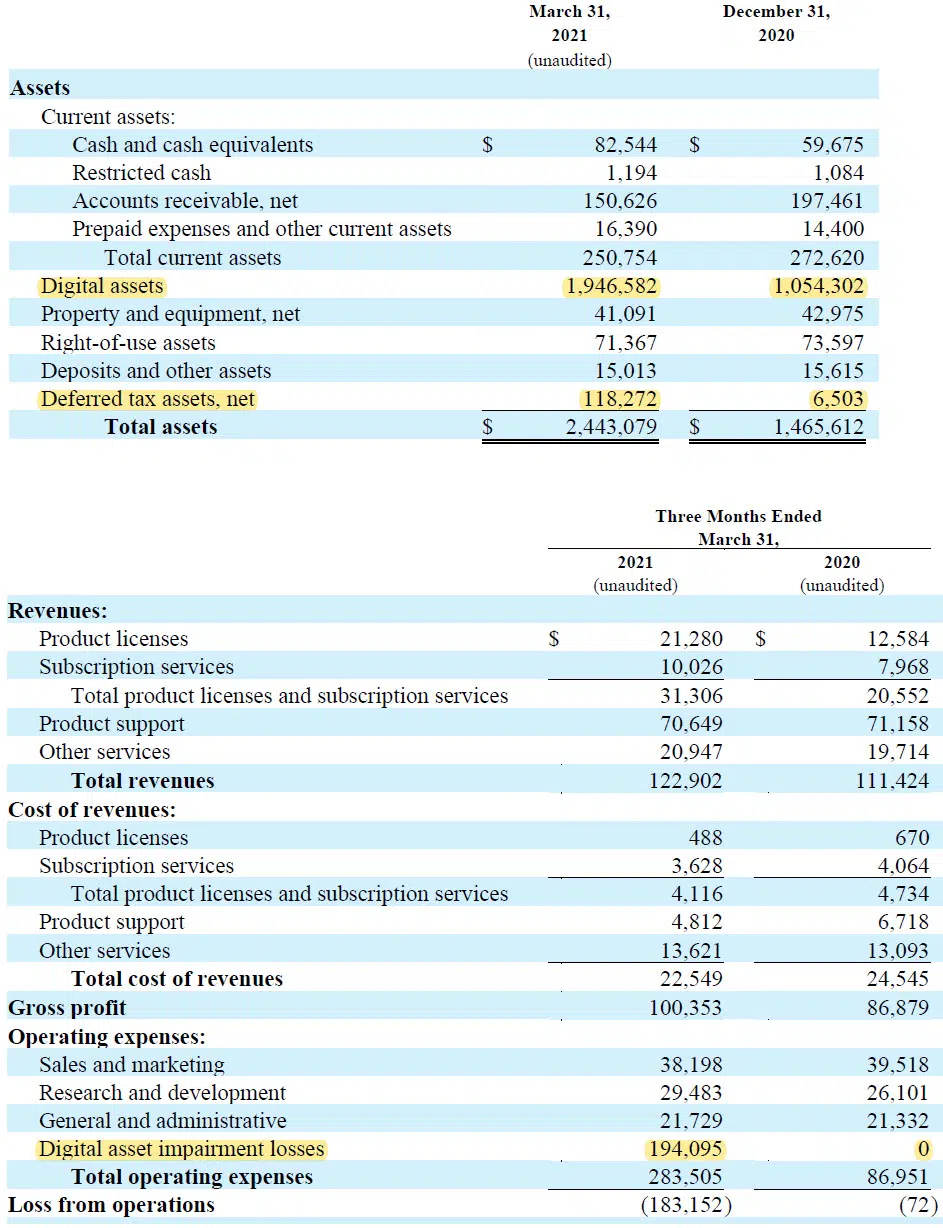 March 31, December 31,
2021 2020
(unaudited)
Assets
Current assets:
Cash and cash equivalents $ 82,544 $ 59,675
Restricted cash 1,194 1,084
Accounts receivable, net 150,626 197,461
Prepaid expenses and other current assets 16,390 14,400
Total current assets 250,754 272,620
Digital assets 1,946,582 1,054,302
Property and equipment, net 41,091 42,975
Right-of-use assets 71,367 73,597
Deposits and other assets 15,013 15,615
Deferred tax assets, net 118,272 6,503
Total assets $ 2,443,079 $ 1,465,612
Three Months Ended
March 31,
2021 2020
(unaudited) (unaudited)
Revenues:
Product licenses $ 21,280 $ 12,584
Subscription services 10,026 7,968
Total product licenses and subscription services 31,306 20,552
Product support 70,649 71,158
Other services 20,947 19,714
Total revenues 122,902 111,424
Cost of revenues:
Product licenses 488 670
Subscription services 3,628 4,064
Total product licenses and subscription services 4,116 4,734
Product support 4,812 6,718
Other services 13,621 13,093
Total cost of revenues 22,549 24,545
Gross profit 100,353 86,879
Operating expenses:
Sales and marketing 38,198 39,518
Research and development 29,483 26,101
General and administrative 21,729 21,332
Digital asset impairment losses 194,095 0
Total operating expenses 283,505 86,951
Loss from operations (183,152) (72)